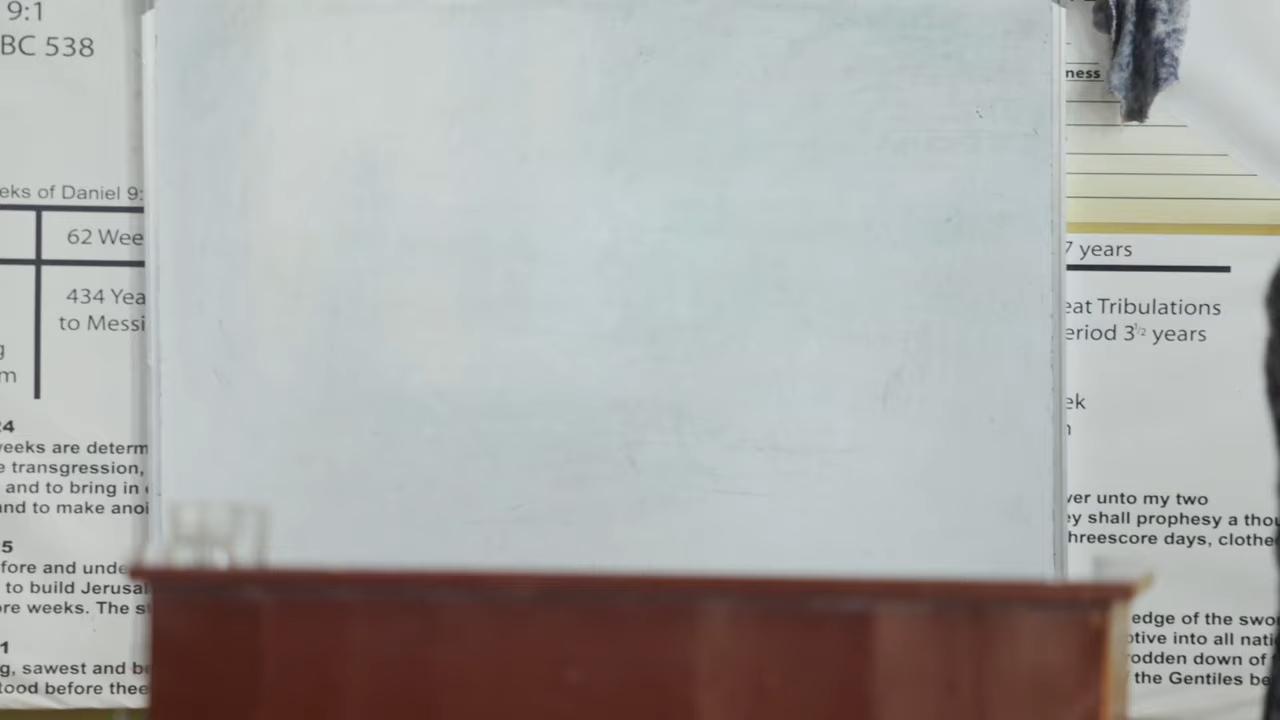 9:1
BC 538
eks of Daniel 9:
62 Wee
434 Yea
to Messi
g
m
24
weeks are determ
e transgression,
and to bring in
and to make anoi
5
fore and unde
to build Jerusal
ore weeks. The s
1
g, sawest and b
tood before thee
ness
7 years
eat Tribulations
eriod 3½ years
ek
ver unto my two
ey shall prophesy a thou
hreescore days, clothe
edge of the swo
ptive into all nati
rodden down of
the Gentiles be